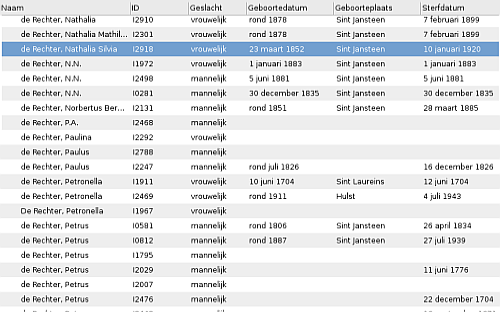 Naam ID Geslacht Geboortedatum Geboorteplaats Sterfdatum
de Rechter, Nathalia I2910 vrouwelijk rond 1878 Sint Jansteen 7 februari 1899
de Rechter, Nathalia Mathil... I2301 vrouwelijk rond 1878 Sint Jansteen 7 februari 1899
de Rechter, Nathalia Silvia I2918 vrouwelijk 23 maart 1852 Sint Jansteen 10 januari 1920
de Rechter, N.N. I1972 vrouwelijk 1 januari 1883 Sint Jansteen 1 januari 1883
de Rechter, N.N. I2498 mannelijk 5 juni 1881 Sint Jansteen 5 juni 1881
de Rechter, N.N. I0281 mannelijk 30 december 1835 Sint Jansteen 30 december 1835
de Rechter, Norbertus Ber... I2131 mannelijk rond 1851 Sint Jansteen 28 maart 1885
de Rechter, P.A. I2468 mannelijk
de Rechter, Paulina I2292 vrouwelijk
de Rechter, Paulus I2788 mannelijk
de Rechter, Paulus I2247 mannelijk rond juli 1826 16 december 1826
de Rechter, Petronella I1911 vrouwelijk 10 juni 1704 Sint Laureins 12 juni 1704
de Rechter, Petronella I2469 vrouwelijk rond 1911 Hulst 4 juli 1943
De Rechter, Petronella I1967 vrouwelijk
de Rechter, Petrus I0581 mannelijk rond 1806 Sint Jansteen 26 april 1834
de Rechter, Petrus I0812 mannelijk rond 1887 Sint Jansteen 27 juli 1939
de Rechter, Petrus I1795 mannelijk
de Rechter, Petrus I2029 mannelijk 11 juni 1776
de Rechter, Petrus I2007 mannelijk
de Rechter, Petrus I2476 mannelijk 22 december 1704